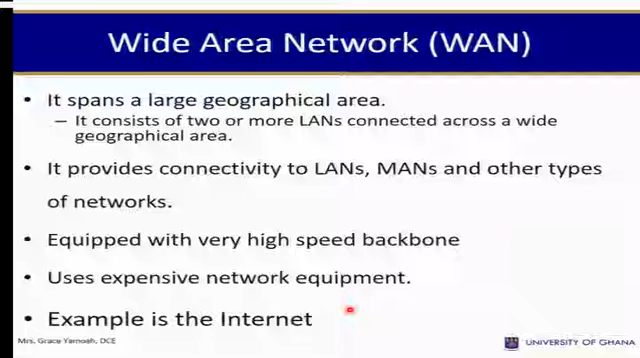 Wide Area Network (WAN)
• It spans a large geographical area.
– It consists of two or more LANs connected across a wide
geographical area.
• It provides connectivity to LANs, MANs and other types
of networks.
• Equipped with very high speed backbone
• Uses expensive network equipment.
• Example is the Internet
Mrs. Grace Yamoah, DCE
UNIVERSITY OF GHANA